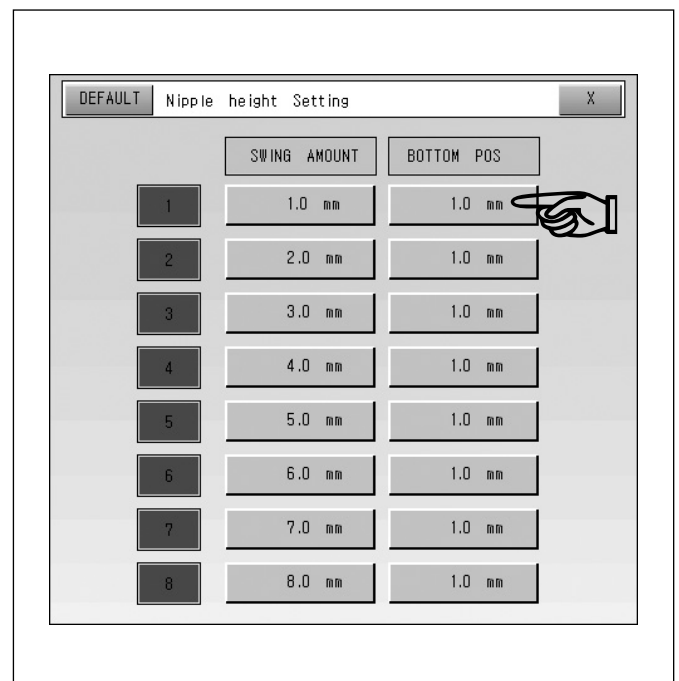 DEFAULT Nipple height Setting X
SWING AMOUNT BOTTOM POS
1 1.0 mm 1.0 mm
2 2.0 mm 1.0 mm
3 3.0 mm 1.0 mm
4 4.0 mm 1.0 mm
5 5.0 mm 1.0 mm
6 6.0 mm 1.0 mm
7 7.0 mm 1.0 mm
8 8.0 mm 1.0 mm